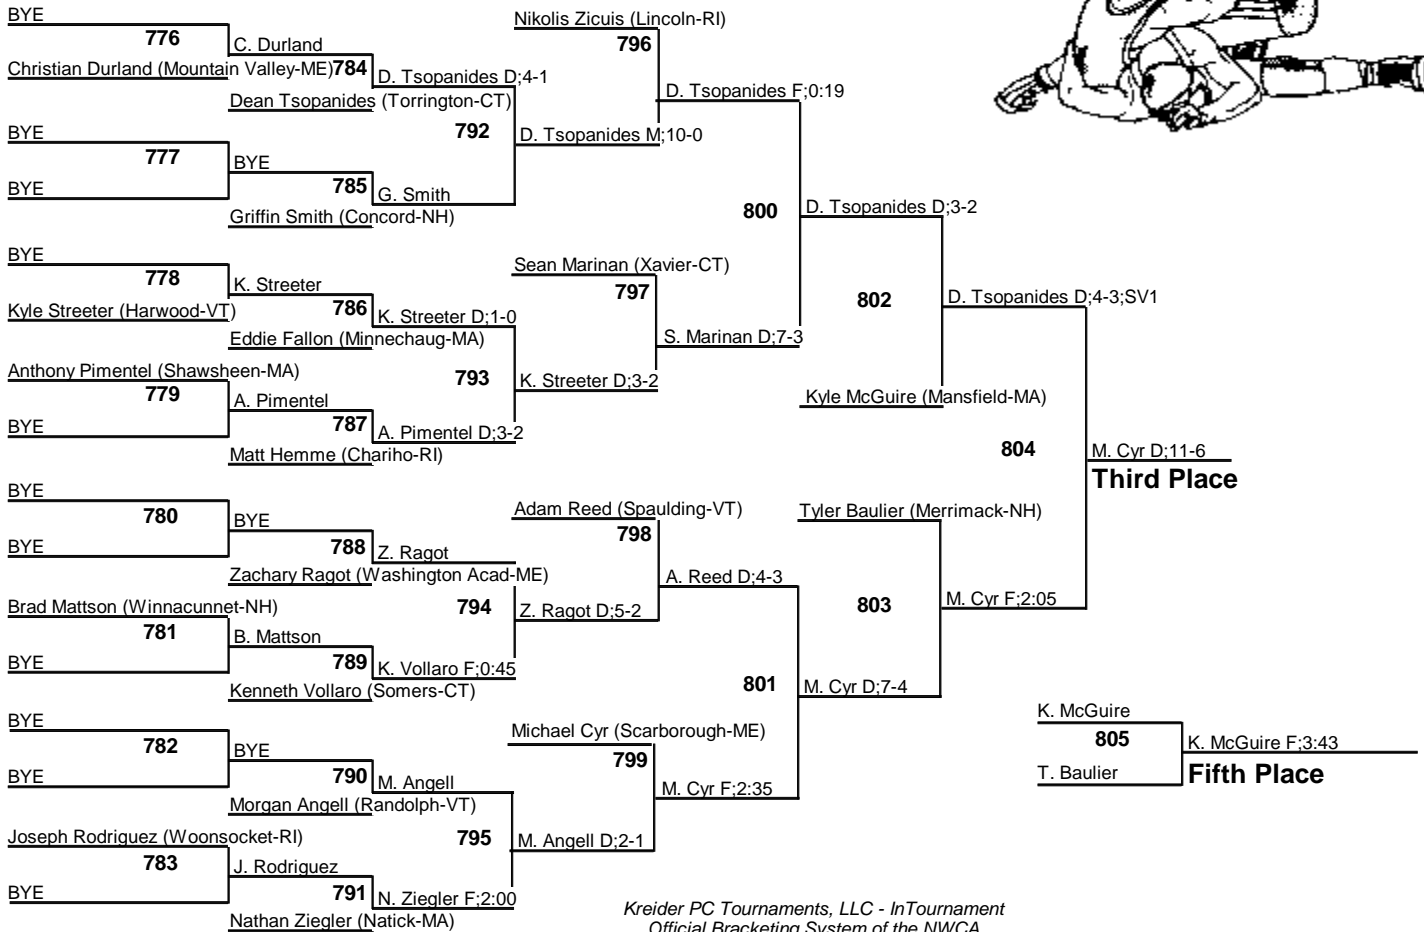 BYE
776
Christian Durland (Mountain Valley-ME)
C. Durland
784
Dean Tsopanides (Torrington-CT)
D. Tsopanides D;4-1
BYE
777
BYE
BYE
785
Griffin Smith (Concord-NH)
G. Smith
792
D. Tsopanides M;10-0
Nikolis Zicuis (Lincoln-RI)
796
D. Tsopanides F;0:19
BYE
778
Kyle Streeter (Harwood-VT)
K. Streeter
786
Eddie Fallon (Minnechaug-MA)
K. Streeter D;1-0
Anthony Pimentel (Shawsheen-MA)
779
BYE
A. Pimentel
787
Matt Hemme (Chariho-RI)
A. Pimentel D;3-2
793
K. Streeter D;3-2
Sean Marinan (Xavier-CT)
797
S. Marinan D;7-3
800
D. Tsopanides D;3-2
802
Kyle McGuire (Mansfield-MA)
D. Tsopanides D;4-3;SV1
BYE
780
BYE
BYE
788
Zachary Ragot (Washington Acad-ME)
Z. Ragot
Brad Mattson (Winnacunnet-NH)
781
BYE
B. Mattson
789
Kenneth Vollaro (Somers-CT)
K. Vollaro F;0:45
794
Z. Ragot D;5-2
Adam Reed (Spaulding-VT)
798
A. Reed D;4-3
BYE
782
BYE
BYE
790
Morgan Angell (Randolph-VT)
M. Angell
Joseph Rodriguez (Woonsocket-RI)
783
BYE
J. Rodriguez
791
Nathan Ziegler (Natick-MA)
N. Ziegler F;2:00
795
M. Angell D;2-1
Michael Cyr (Scarborough-ME)
799
M. Cyr F;2:35
801
M. Cyr D;7-4
Tyler Baulier (Merrimack-NH)
803
M. Cyr F;2:05
804
M. Cyr D;11-6
Third Place
K. McGuire
805
T. Baulier
K. McGuire F;3:43
Fifth Place
Kreider PC Tournaments, LLC - InTournament
Official Bracketing System of the NWCA